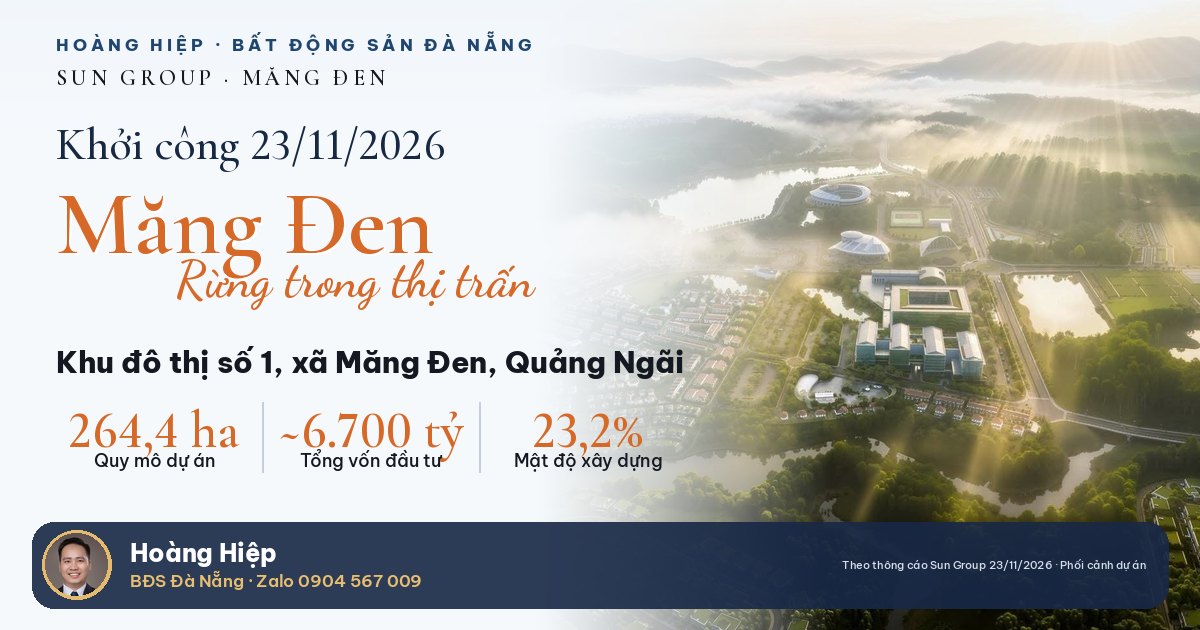 HOÀNG HIỆP · BẤT ĐỘNG SẢN ĐÀ NẴNG
SUN GROUP · MĂNG ĐEN
Khởi công 23/11/2026
Măng Đen
Rừng trong thị trấn
Khu đô thị số 1, xã Măng Đen, Quảng Ngãi
264,4 ha
Quy mô dự án
~6.700 tỷ
Tổng vốn đầu tư
23,2%
Mật độ xây dựng
Hoàng Hiệp
BĐS Đà Nẵng · Zalo 0904 567 009
Theo thông cáo Sun Group 23/11/2026 · Phối cảnh dự án